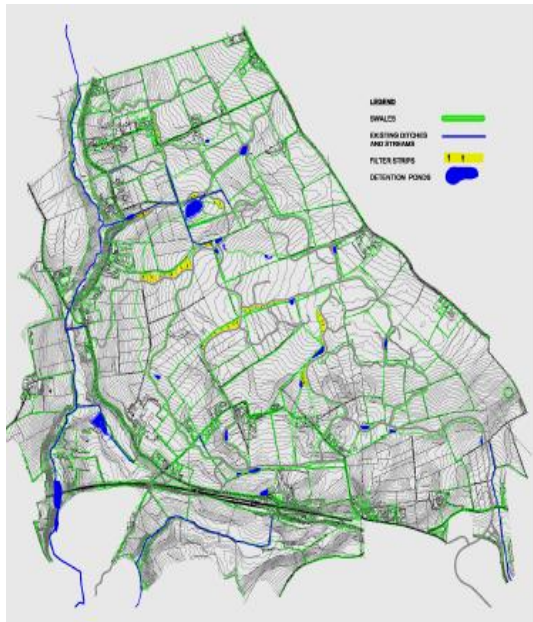 LEGEND
SWALES
EXISTING DITCHES
AND STREAMS
FILTER STRIPS
DETENTION PONDS